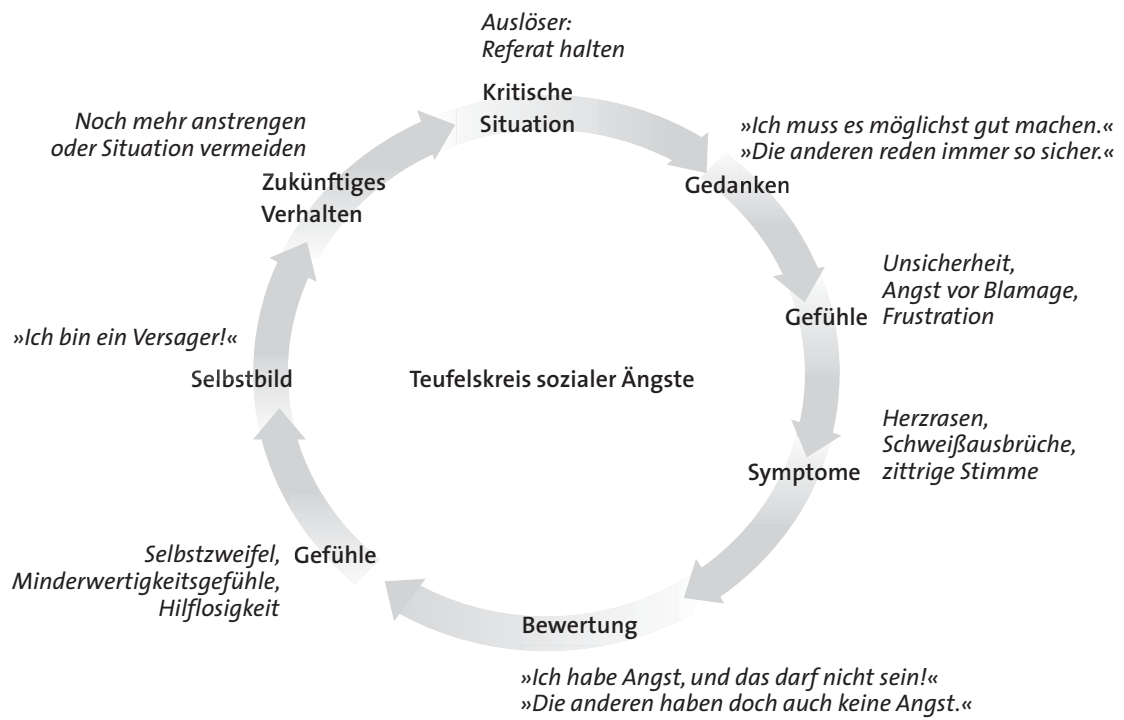 Auslöser:
Referat halten
Kritische
Situation
»Ich muss es möglichst gut machen.«
»Die anderen reden immer so sicher.«
Gedanken
Unsicherheit,
Angst vor Blamage,
Frustration
Gefühle
Herzrasen,
Schweißausbrüche,
zittrige Stimme
Symptome
Bewertung
»Ich habe Angst, und das darf nicht sein!«
»Die anderen haben doch auch keine Angst.«
Gefühle
Selbstzweifel,
Minderwertigkeitsgefühle,
Hilflosigkeit
Selbstbild
»Ich bin ein Versager!«
Zukünftiges
Verhalten
Noch mehr anstrengen
oder Situation vermeiden
Teufelskreis sozialer Ängste